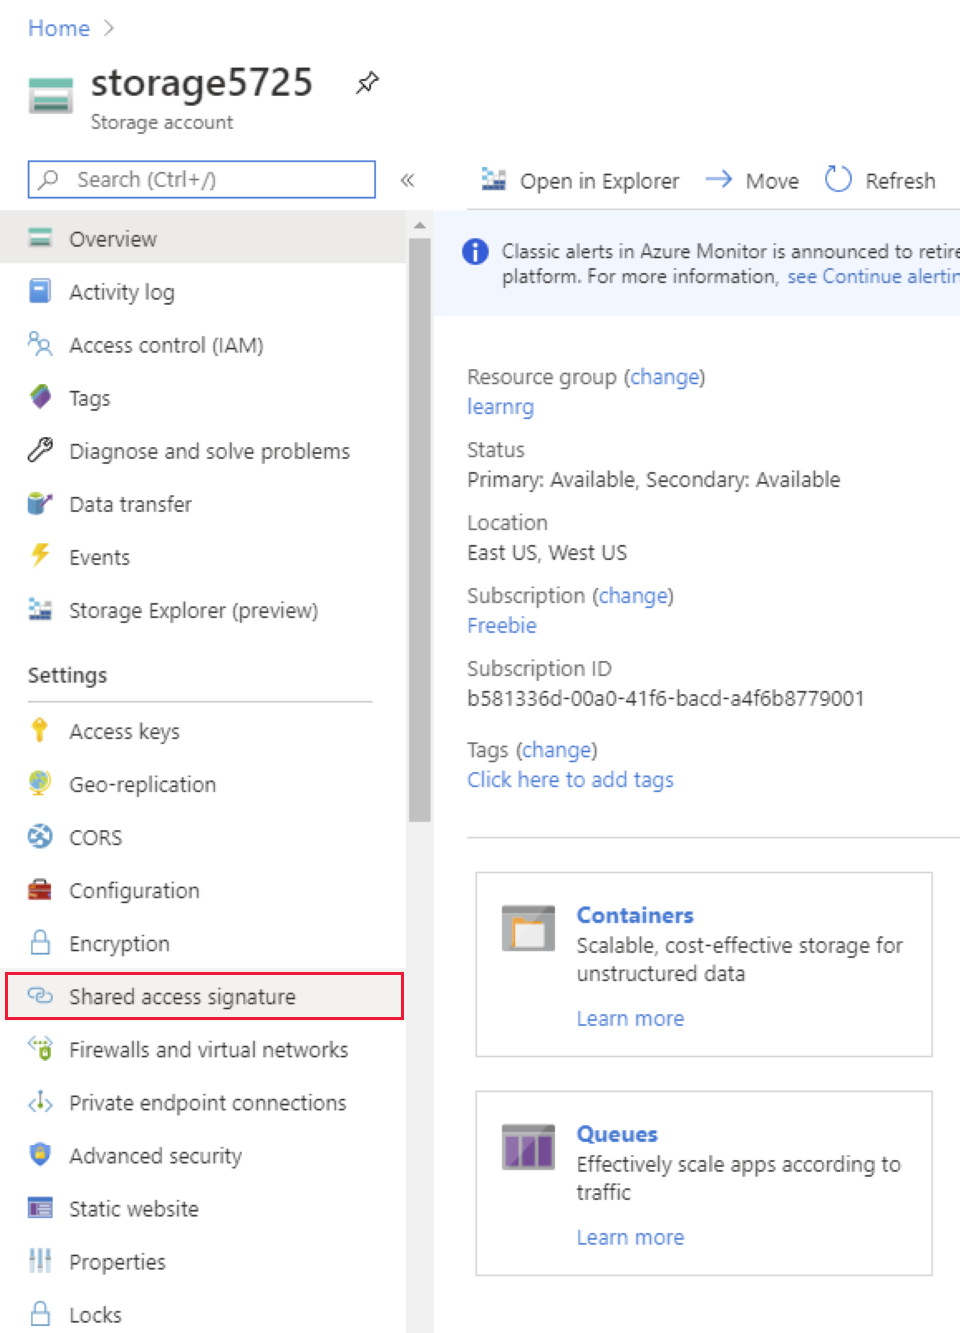 Home
storage5725
Storage account
Search (Ctrl+/)
Overview
Activity log
Access control (IAM)
Tags
Diagnose and solve problems
Data transfer
Events
Storage Explorer (preview)
Settings
Access keys
Geo-replication
CORS
Configuration
Encryption
Shared access signature
Firewalls and virtual networks
Private endpoint connections
Advanced security
Static website
Properties
Locks
Open in Explorer
Move
Refresh
Classic alerts in Azure Monitor is announced to retire
platform. For more information, see Continue alertin
Resource group (change)
learnrg
Status
Primary: Available, Secondary: Available
Location
East US, West US
Subscription (change)
Freebie
Subscription ID
b581336d-00a0-41f6-bacd-a4f6b8779001
Tags (change)
Click here to add tags
Containers
Scalable, cost-effective storage for
unstructured data
Learn more
Queues
Effectively scale apps according to
traffic
Learn more